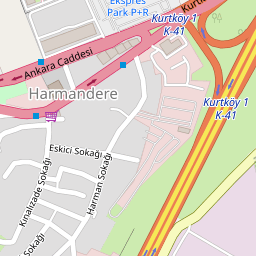 Ekspres
Park P+R
Kurtköy 1
K-41
Ankara Caddesi
Harmandere
Kurtköy 1
K-41
Eskici Sokağı
Kınalızade Sokağı
Harman Sokağı
Sokağı